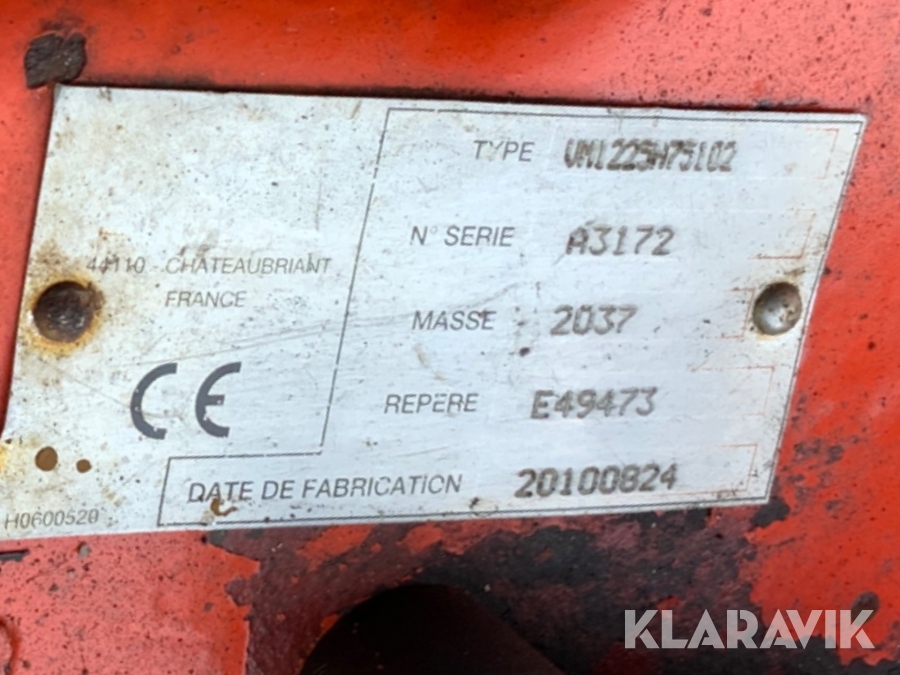 TYPE VM1225H75102
N° SERIE A3172
44110 - CHATEAUBRIANT
FRANCE
MASSE 2037
CE
REPERE E49473
DATE DE FABRICATION 20100824
H0600520
KLARAVIK